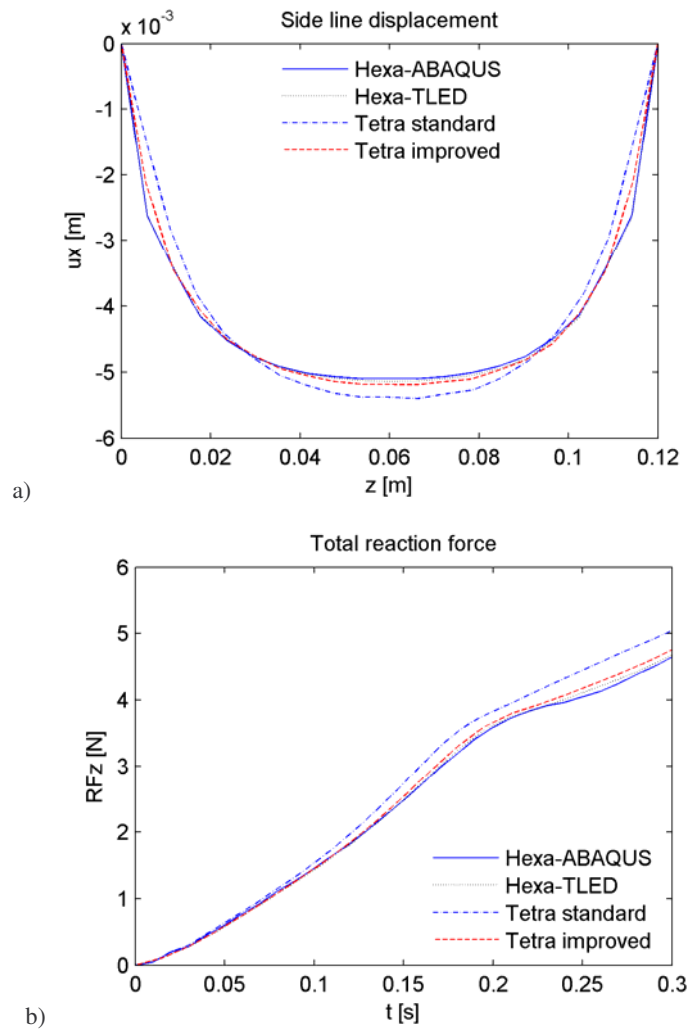 x 10⁻³
Side line displacement
0
-1
-2
-3
-4
-5
-6
ux [m]
Hexa-ABAQUS
Hexa-TLED
Tetra standard
Tetra improved
0 0.02 0.04 0.06 0.08 0.1 0.12
z [m]
a)
Total reaction force
6
5
4
3
2
1
0
RFz [N]
Hexa-ABAQUS
Hexa-TLED
Tetra standard
Tetra improved
0 0.05 0.1 0.15 0.2 0.25 0.3
t [s]
b)